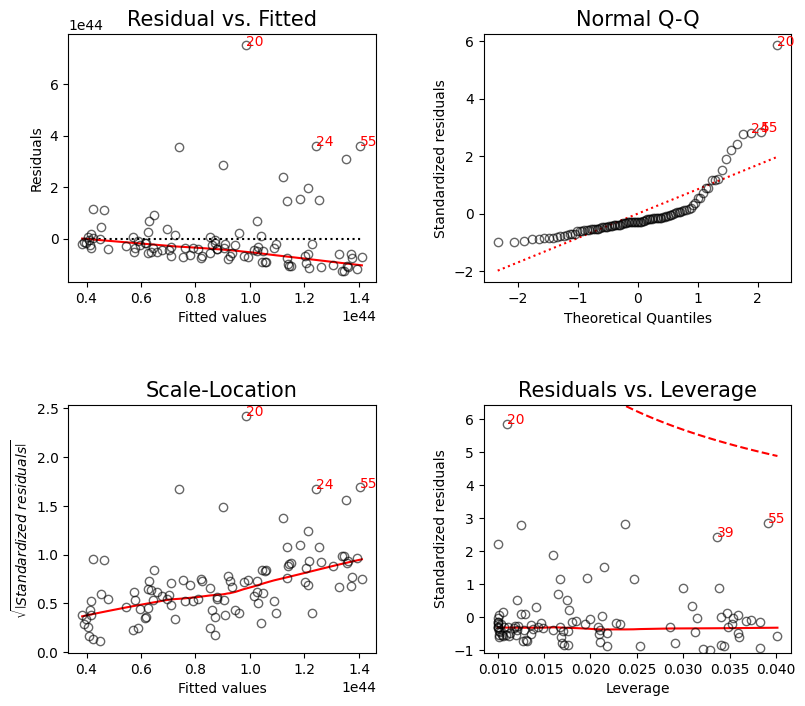 Residual vs. Fitted
1e44
Residuals
6
4
2
0
20
24
55
0.4 0.6 0.8 1.0 1.2 1.4
1e44
Fitted values
Normal Q-Q
Standardized residuals
6
4
2
0
−2
20
24
55
−2 −1 0 1 2
Theoretical Quantiles
Scale-Location
√|Standardized residuals|
2.5
2.0
1.5
1.0
0.5
0.0
20
24
55
0.4 0.6 0.8 1.0 1.2 1.4
1e44
Fitted values
Residuals vs. Leverage
Standardized residuals
6
5
4
3
2
1
0
−1
20
39
55
0.010 0.015 0.020 0.025 0.030 0.035 0.040
Leverage